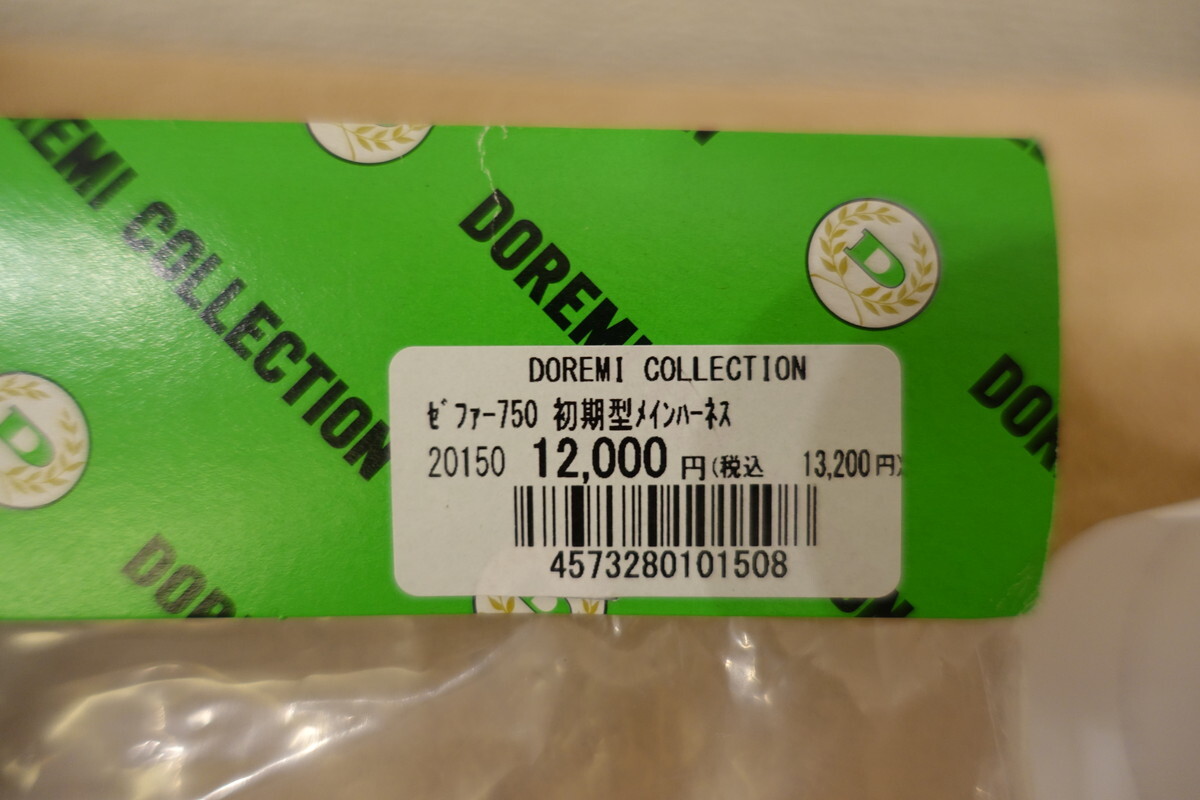 DOREMI COLLECTION
DOREMI
D
D
DOREMI COLLECTION
ｾﾞﾌｧｰ750 初期型ﾒｲﾝﾊｰﾈｽ
20150 12,000 円(税込 13,200円)
4573280101508